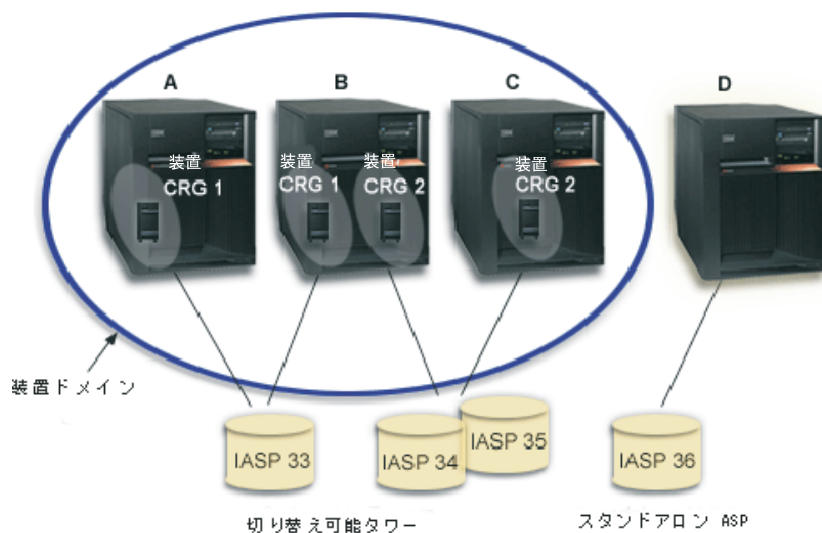 A
B
C
D
装置
CRG 1
装置
CRG 1
装置
CRG 2
装置
CRG 2
装置ドメイン
IASP 33
IASP 34
IASP 35
IASP 36
切り替え可能タワー
スタンドアロン ASP